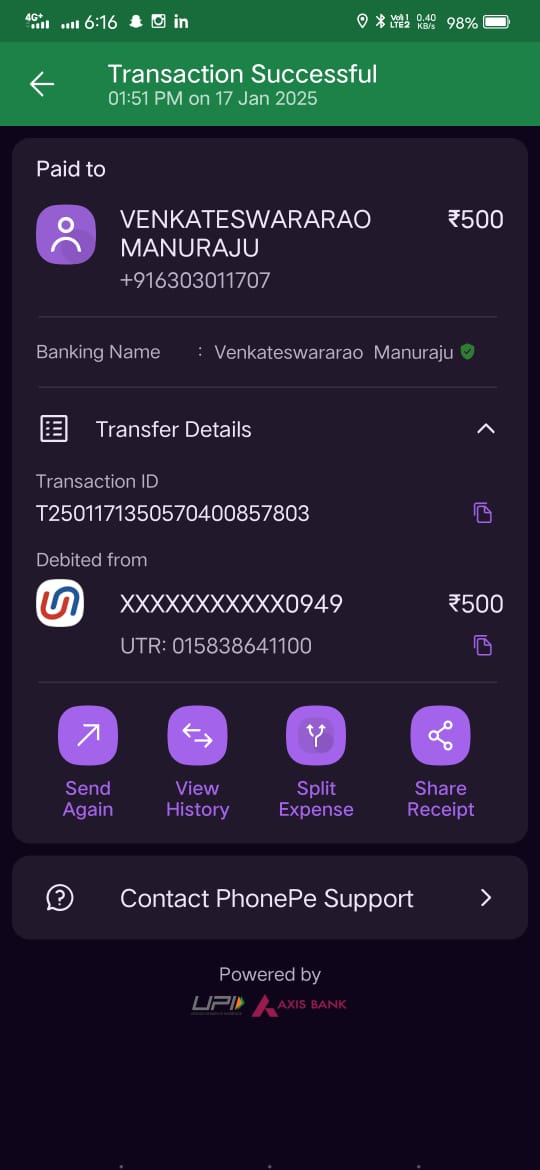 4G+ 6:16 in Vo)) 1 LTE2 0.40 KB/s 98%
Transaction Successful
01:51 PM on 17 Jan 2025
Paid to
VENKATESWARARAO ₹500
MANURAJU
+916303011707
Banking Name : Venkateswararao Manuraju
Transfer Details
Transaction ID
T2501171350570400857803
Debited from
XXXXXXXXXXX0949 ₹500
UTR: 015838641100
Send Again
View History
Split Expense
Share Receipt
Contact PhonePe Support
Powered by
UPI AXIS BANK